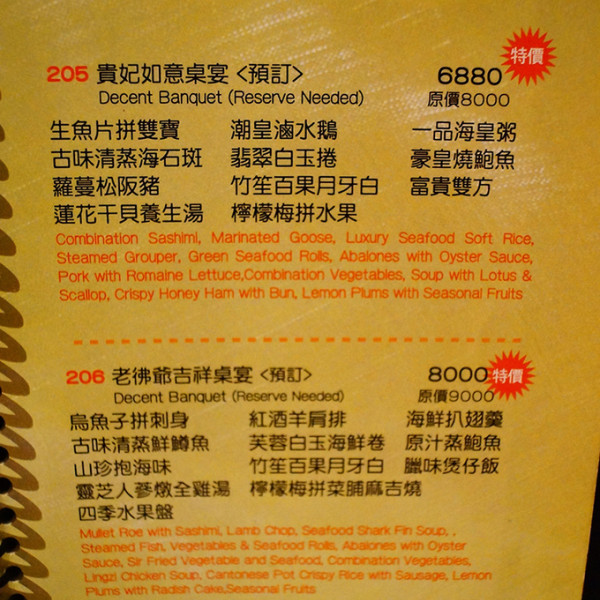 205 貴妃如意桌宴 <預訂> 6880 特價
Decent Banquet (Reserve Needed) 原價8000
生魚片拼雙寶 潮皇滷水鵝 一品海皇粥
古味清蒸海石斑 翡翠白玉捲 豪皇燒鮑魚
蘿蔓松阪豬 竹笙百果月牙白 富貴雙方
蓮花干貝養生湯 檸檬梅拼水果
Combination Sashimi, Marinated Goose, Luxury Seafood Soft Rice,
Steamed Grouper, Green Seafood Rolls, Abalones with Oyster Sauce,
Pork with Romaine Lettuce,Combination Vegetables, Soup with Lotus &
Scallop, Crispy Honey Ham with Bun, Lemon Plums with Seasonal Fruits
206 老彿爺吉祥桌宴 <預訂> 8000 特價
Decent Banquet (Reserve Needed) 原價9000
烏魚子拼刺身 紅酒羊肩排 海鮮扒翅羹
古味清蒸鮮鱒魚 芙蓉白玉海鮮卷 原汁蒸鮑魚
山珍抱海味 竹笙百果月牙白 臘味煲仔飯
靈芝人蔘燉全雞湯 檸檬梅拼菜脯麻吉燒
四季水果盤
Mullet Roe with Sashimi, Lamb Chop, Seafood Shark Fin Soup, ,
Steamed Fish, Vegetables & Seafood Rolls, Abalones with Oyster
Sauce, Sir Fried Vegetable and Seafood, Combination Vegetables,
Lingzi Chicken Soup, Cantonese Pot Crispy Rice with Sausage, Lemon
Plums with Radish Cake,Seasonal Fruits